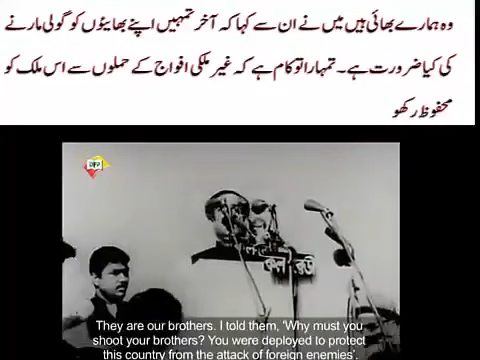 وہ ہمارے بھائی ہیں میں نے ان سے کہا کہ آخر تمہیں اپنے بھائیوں کو گولی مارنے
کی کیا ضرورت ہے۔ تمہارا تو کام ہے کہ غیر ملکی افواج کے حملوں سے اس ملک کو
محفوظ رکھو
DFP
They are our brothers. I told them, 'Why must you
shoot your brothers? You were deployed to protect
this country from the attack of foreign enemies'.